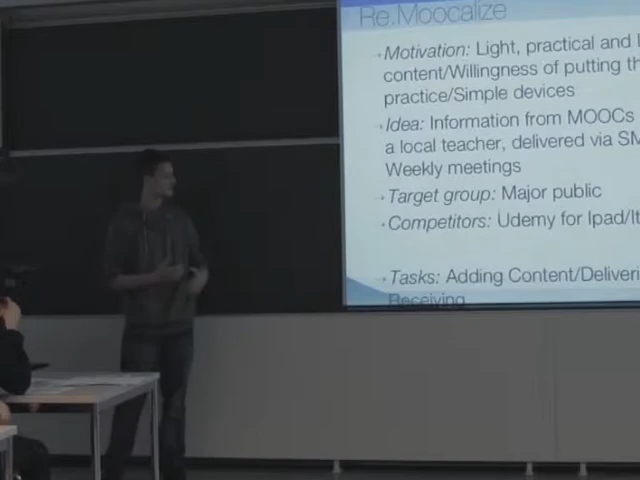 Re.Moocalize
Motivation: Light, practical and
content/Willingness of putting th
practice/Simple devices
Idea: Information from MOOCs
a local teacher, delivered via SM
Weekly meetings
Target group: Major public
Competitors: Udemy for Ipad/It
Tasks: Adding Content/Deliveri
Receiving